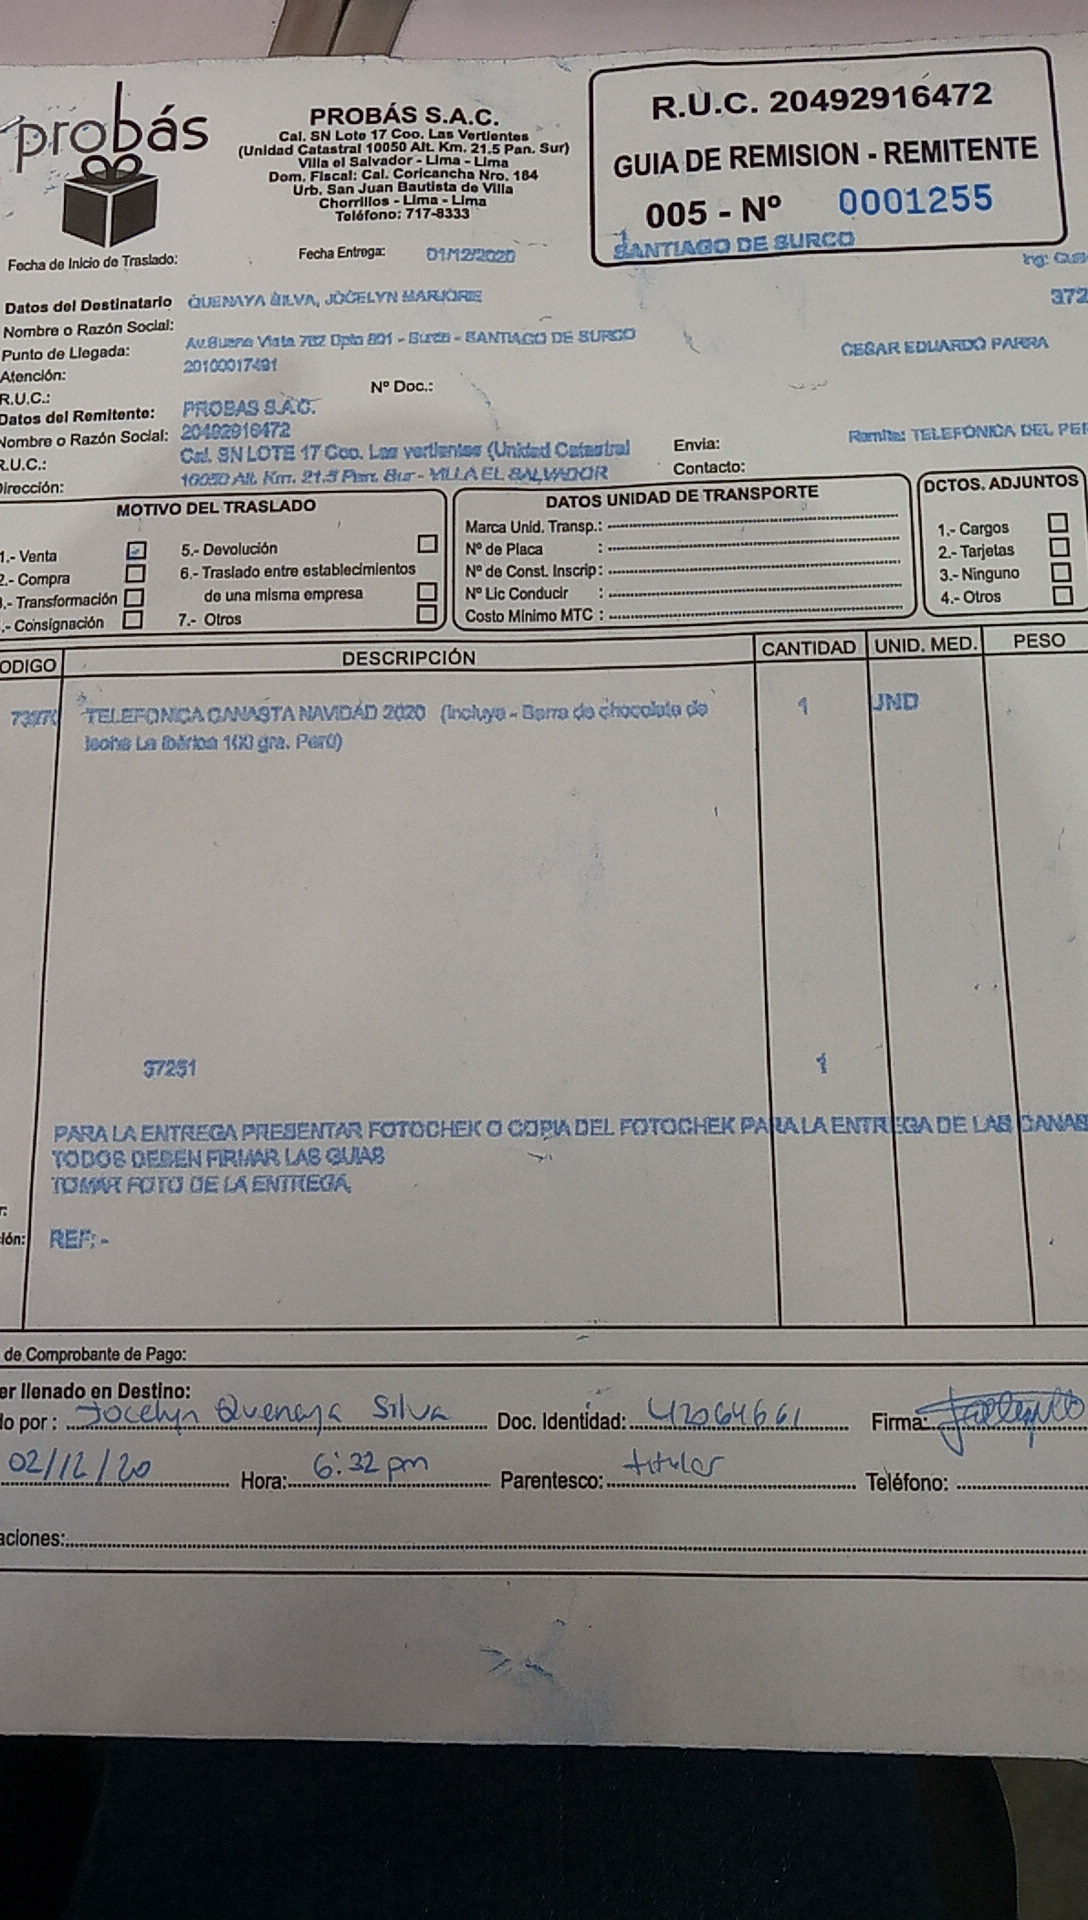 probás
PROBÁS S.A.C.
Cal. SN Lote 17 Coo. Las Vertientes
(Unidad Catastral 10050 Alt. Km. 21.5 Pan. Sur)
Villa el Salvador - Lima - Lima
Dom. Fiscal: Cal. Coricancha Nro. 184
Urb. San Juan Bautista de Villa
Chorrillos - Lima - Lima
Teléfono: 717-8333
R.U.C. 20492916472
GUIA DE REMISION - REMITENTE
005 - Nº 0001255
1
SANTIAGO DE SURCO
Fecha de Inicio de Traslado:
Fecha Entrega: 01/12/2020
Ing:
372
Datos del Destinatario QUENAYA SILVA, JOCELYN MARJORIE
Nombre o Razón Social:
Punto de Llegada: Av.Buena Vista 782 Dpto 801 - Surco - SANTIAGO DE SURCO
CESAR EDUARDO PARRA
Atención: 20100017491
R.U.C.: Nº Doc.:
Datos del Remitente: PROBAS S.A.C.
Nombre o Razón Social: 20492916472
Envia: Remite: TELEFONICA DEL PER
R.U.C.: Cal. SN LOTE 17 Coo. Las vertientes (Unidad Catastral
Contacto:
Dirección: 10050 Alt. Km. 21.5 Pan. Sur - VILLA EL SALVADOR
MOTIVO DEL TRASLADO
1.- Venta
2.- Compra
.- Transformación
.- Consignación
5.- Devolución
6.- Traslado entre establecimientos
de una misma empresa
7.- Otros
DATOS UNIDAD DE TRANSPORTE
Marca Unid. Transp.:
Nº de Placa :
Nº de Const. Inscrip:
Nº Lic Conducir :
Costo Minimo MTC :
DCTOS. ADJUNTOS
1.- Cargos
2.- Tarjetas
3.- Ninguno
4.- Otros
ODIGO DESCRIPCIÓN CANTIDAD UNID. MED. PESO
TELEFONICA CANASTA NAVIDAD 2020 (Incluye - Barra de chocolate de 1 UND
leche La Ibérica 100 gra. Perú)
37251 1
PARA LA ENTREGA PRESENTAR FOTOCHEK O COPIA DEL FOTOCHEK PARA LA ENTREGA DE LAS CANAS
TODOS DEBEN FIRMAR LAS GUIAS
TOMAR FOTO DE LA ENTREGA.
r:
ión: REF: -
de Comprobante de Pago:
er llenado en Destino:
do por : Jocelyn Quenaya Silva Doc. Identidad: 42064661 Firma:
02/12/20 Hora: 6:32 pm Parentesco: titular Teléfono:
aciones: